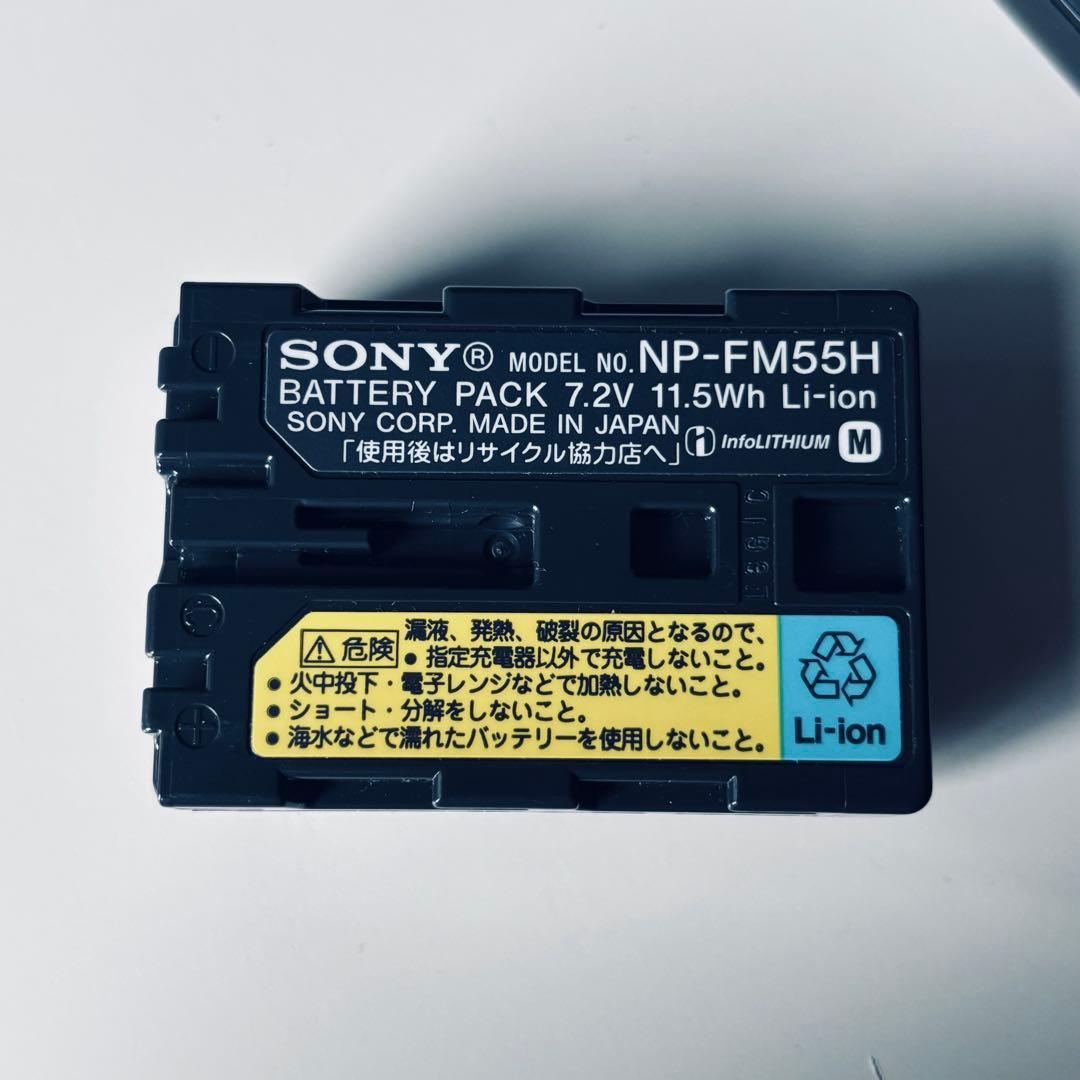 SONY® MODEL NO. NP-FM55H
BATTERY PACK 7.2V 11.5Wh Li-ion
SONY CORP. MADE IN JAPAN
InfoLITHIUM M
「使用後はリサイクル協力店へ」
⚠危険 漏液、発熱、破裂の原因となるので、
● 指定充電器以外で充電しないこと。
● 火中投下・電子レンジなどで加熱しないこと。
● ショート・分解をしないこと。
● 海水などで濡れたバッテリーを使用しないこと。
Li-ion
− 
C
+